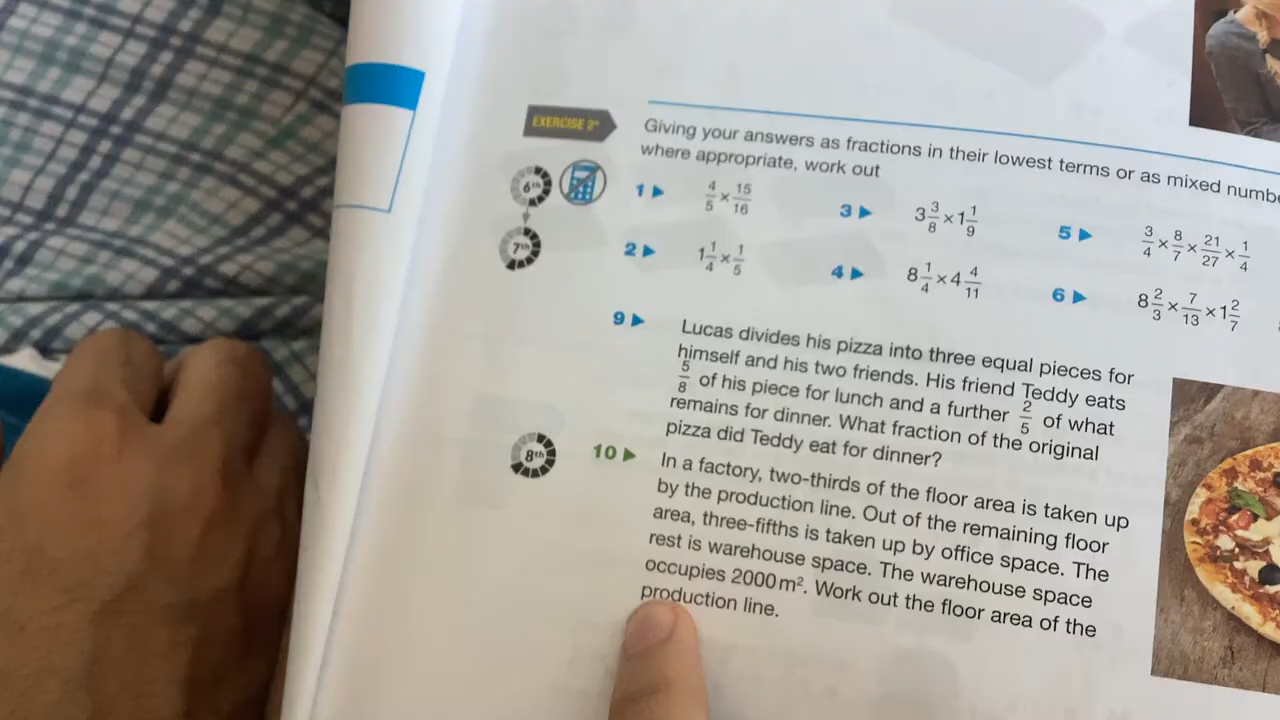 EXERCISE 2*
Giving your answers as fractions in their lowest terms or as mixed
where appropriate, work out
6th
7th
1 ▶ 4/5 × 15/16
3 ▶ 3 3/8 × 1 1/9
5 ▶ 3/4 × 8/7 × 21/27 × 1/4
2 ▶ 1 1/4 × 1/5
4 ▶ 8 1/4 × 4 4/11
6 ▶ 8 2/3 × 7/13 × 1 2/7
9 ▶ Lucas divides his pizza into three equal pieces for
himself and his two friends. His friend Teddy eats
5/8 of his piece for lunch and a further 2/5 of what
remains for dinner. What fraction of the original
pizza did Teddy eat for dinner?
8th
10 ▶ In a factory, two-thirds of the floor area is taken up
by the production line. Out of the remaining floor
area, three-fifths is taken up by office space. The
rest is warehouse space. The warehouse space
occupies 2000 m². Work out the floor area of the
production line.